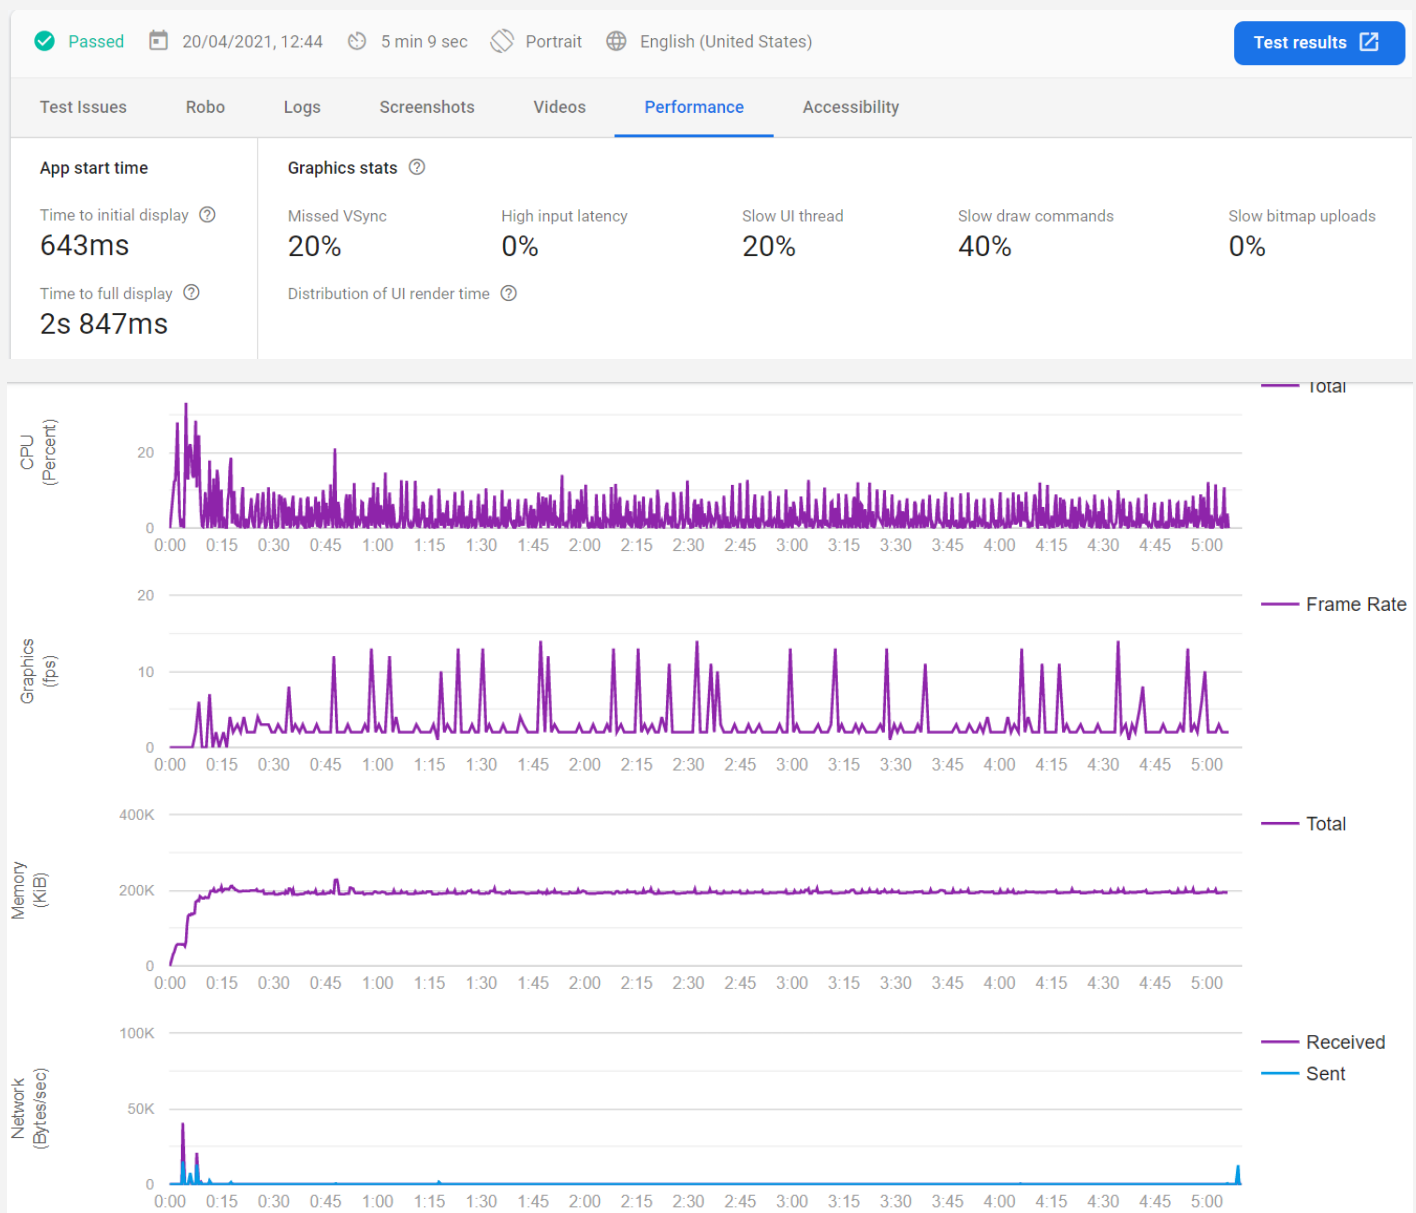 Passed 20/04/2021, 12:44 5 min 9 sec Portrait English (United States) Test results
Test Issues Robo Logs Screenshots Videos Performance Accessibility
App start time
Time to initial display
643ms
Time to full display
2s 847ms
Graphics stats
Missed VSync High input latency Slow UI thread Slow draw commands Slow bitmap uploads
20% 0% 20% 40% 0%
Distribution of UI render time
CPU
(Percent)
Total
20
10
0
0:00 0:15 0:30 0:45 1:00 1:15 1:30 1:45 2:00 2:15 2:30 2:45 3:00 3:15 3:30 3:45 4:00 4:15 4:30 4:45 5:00
Graphics
(fps)
Frame Rate
20
10
0
0:00 0:15 0:30 0:45 1:00 1:15 1:30 1:45 2:00 2:15 2:30 2:45 3:00 3:15 3:30 3:45 4:00 4:15 4:30 4:45 5:00
Memory
(KiB)
Total
400K
200K
0
0:00 0:15 0:30 0:45 1:00 1:15 1:30 1:45 2:00 2:15 2:30 2:45 3:00 3:15 3:30 3:45 4:00 4:15 4:30 4:45 5:00
Network
(Bytes/sec)
Received
Sent
100K
50K
0
0:00 0:15 0:30 0:45 1:00 1:15 1:30 1:45 2:00 2:15 2:30 2:45 3:00 3:15 3:30 3:45 4:00 4:15 4:30 4:45 5:00